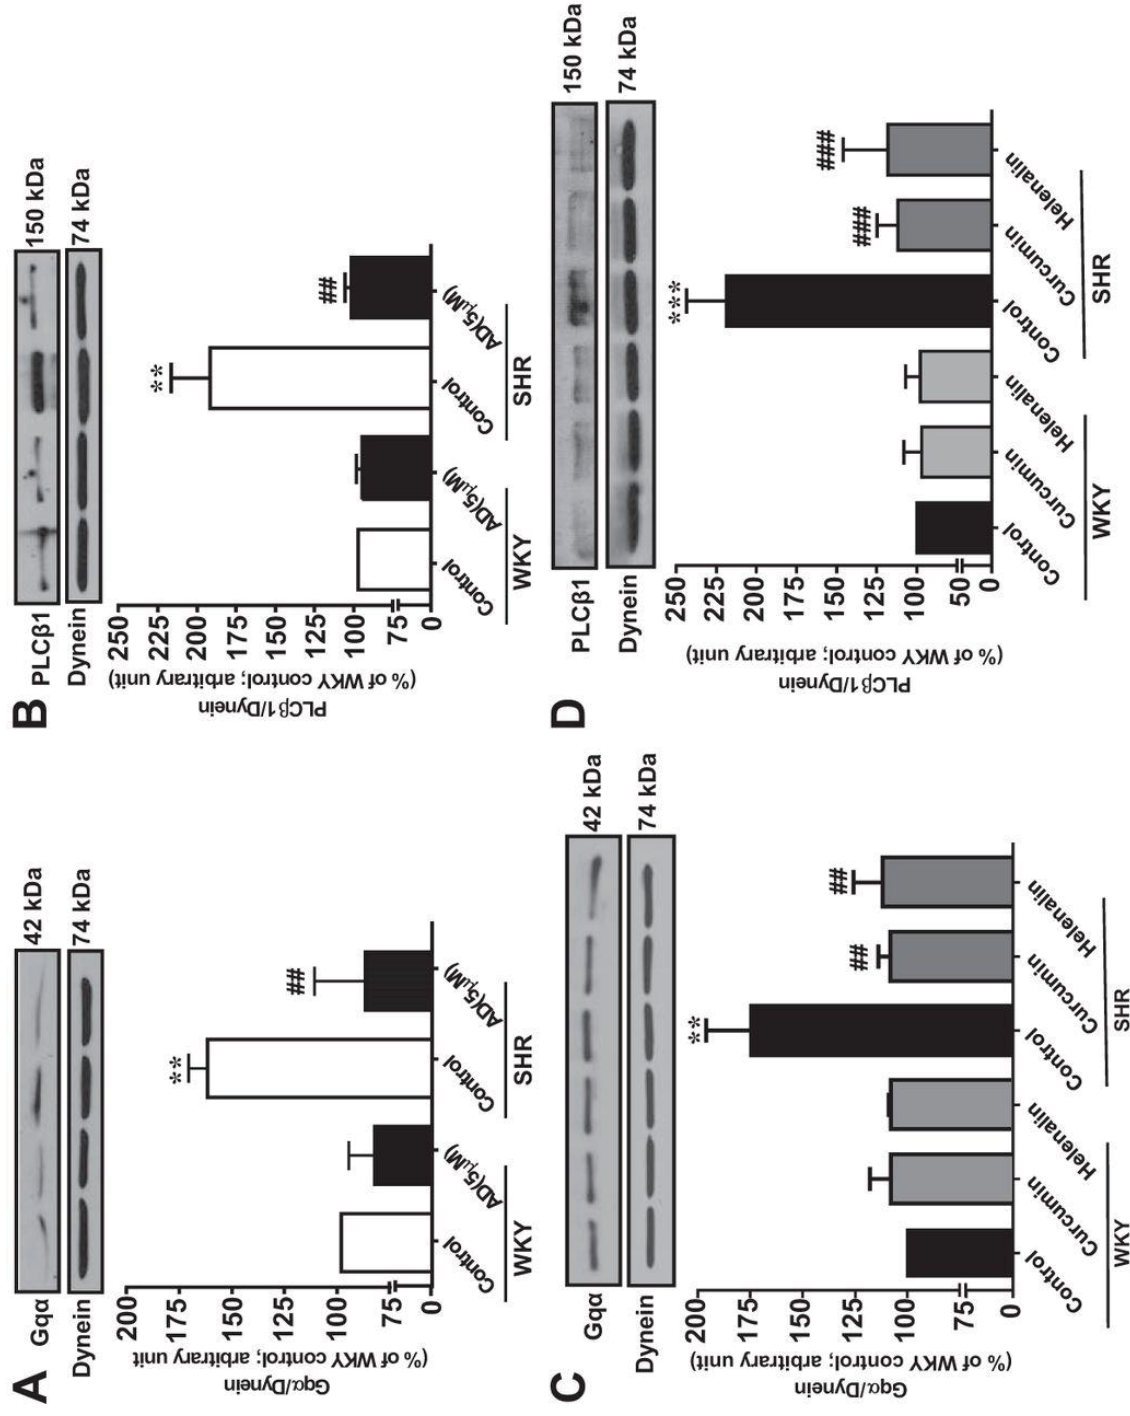 A
Gqα 42 kDa
Dynein 74 kDa
Gqα/Dynein
(% of WKY control; arbitrary unit
200
175
150
125
100
75
0
**
##
Control AD(5μM) Control AD(5μM)
WKY SHR
B
PLCβ1 150 kDa
Dynein 74 kDa
PLCβ1/Dynein
(% of WKY control; arbitrary unit)
250
225
200
175
150
125
100
75
0
**
##
Control AD(5μM) Control AD(5μM)
WKY SHR
C
Gqα 42 kDa
Dynein 74 kDa
Gqα/Dynein
(% of WKY control; arbitrary unit)
200
175
150
125
100
75
0
**
##
##
Control Curcumin Helenalin Control Curcumin Helenalin
WKY SHR
D
PLCβ1 150 kDa
Dynein 74 kDa
PLCβ1/Dynein
(% of WKY control; arbitrary unit)
250
225
200
175
150
125
100
50
0
***
###
###
Control Curcumin Helenalin Control Curcumin Helenalin
WKY SHR